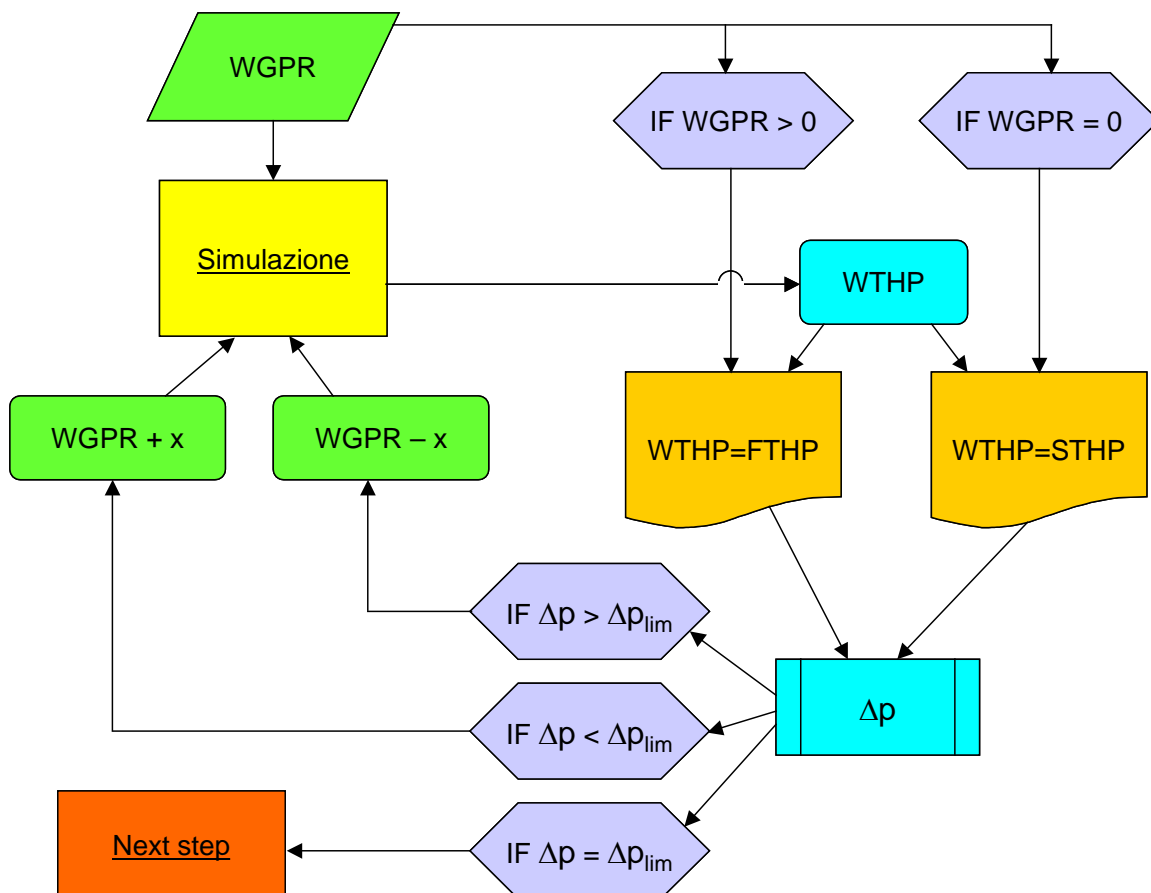 WGPR
IF WGPR > 0
IF WGPR = 0
Simulazione
WTHP
WGPR + x
WGPR – x
WTHP=FTHP
WTHP=STHP
IF Δp > Δplim
IF Δp < Δplim
Δp
IF Δp = Δplim
Next step